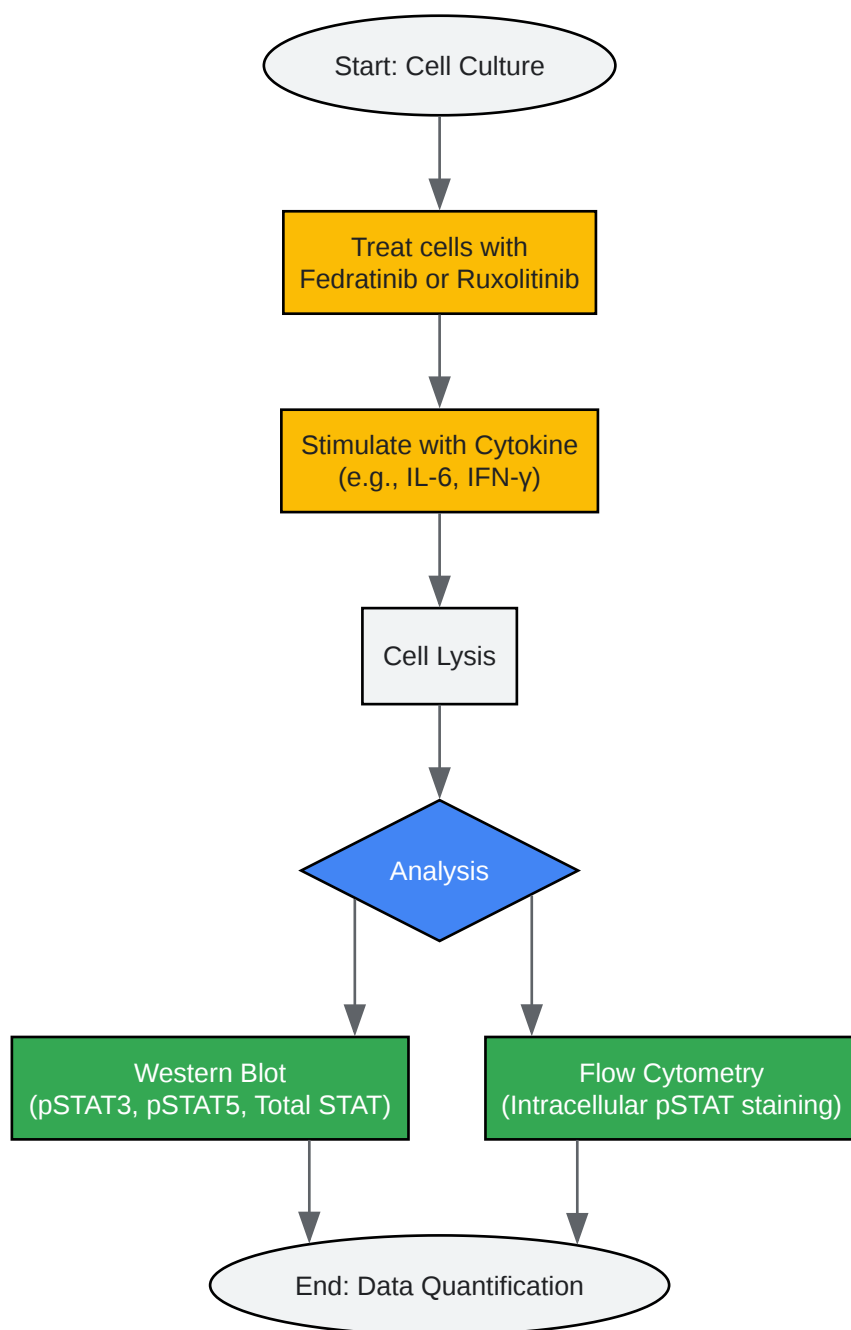 Start: Cell Culture
Treat cells with
Fedratinib or Ruxolitinib
Stimulate with Cytokine
(e.g., IL-6, IFN-γ)
Cell Lysis
Analysis
Western Blot
(pSTAT3, pSTAT5, Total STAT)
Flow Cytometry
(Intracellular pSTAT staining)
End: Data Quantification